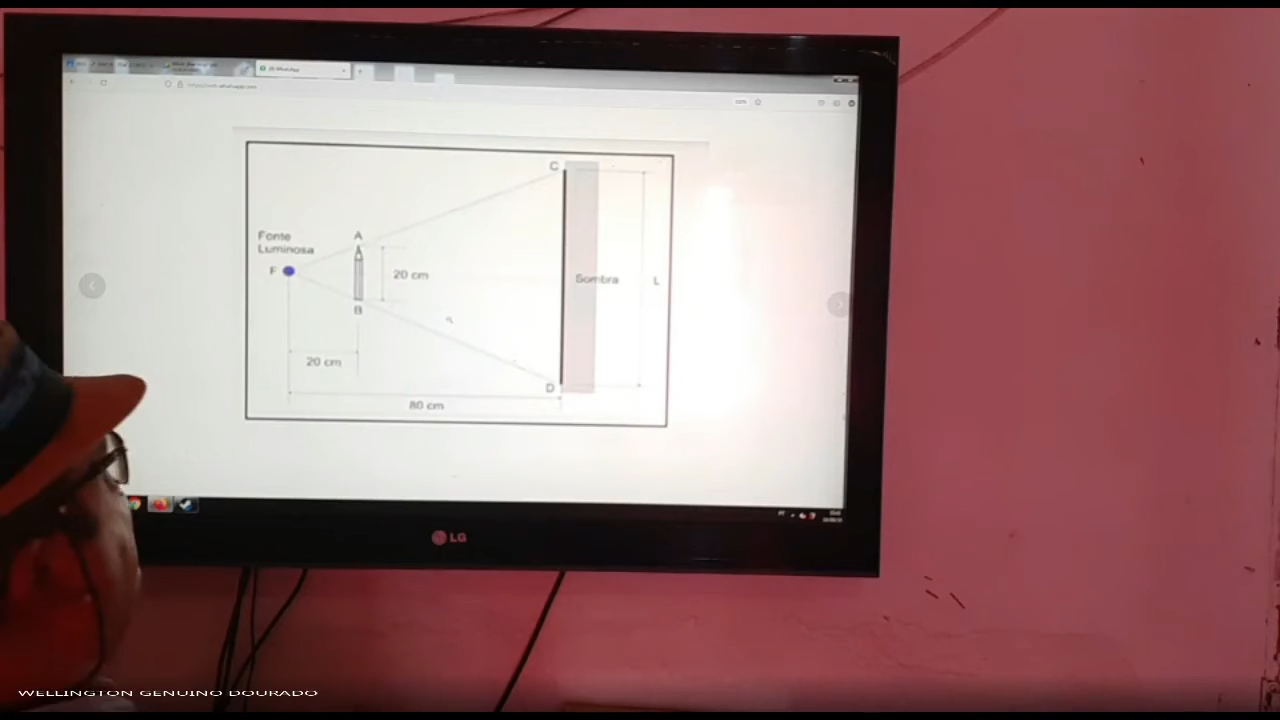 C
Fonte
Luminosa
A
F
20 cm
Sombra
L
B
20 cm
D
80 cm
LG
WELLINGTON GENUINO DOURADO